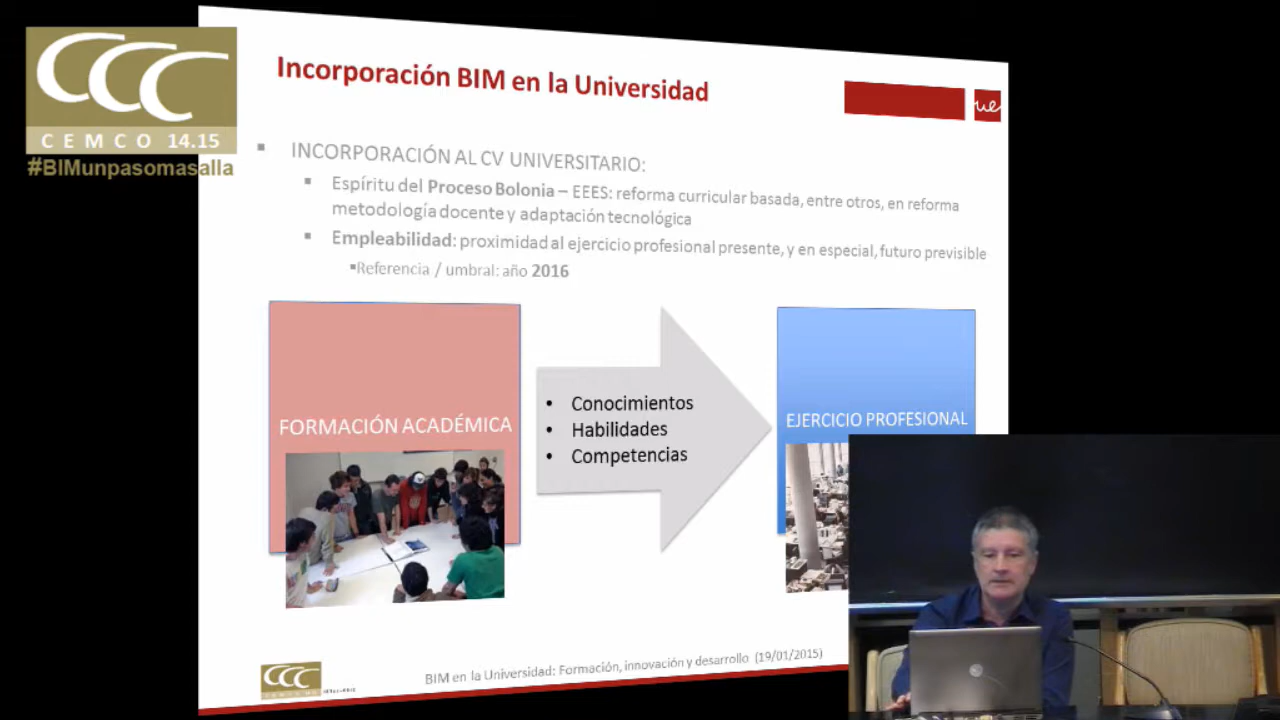 CCC
CEMCO 14.15
#BIMunpasomasalla
Incorporación BIM en la Universidad
ue
▪ INCORPORACIÓN AL CV UNIVERSITARIO:
▪ Espíritu del Proceso Bolonia – EEES: reforma curricular basada, entre otros, en reforma
metodología docente y adaptación tecnológica
▪ Empleabilidad: proximidad al ejercicio profesional presente, y en especial, futuro previsible
▪Referencia / umbral: año 2016
FORMACIÓN ACADÉMICA
• Conocimientos
• Habilidades
• Competencias
EJERCICIO PROFESIONAL
CCC
BIM en la Universidad: Formación, innovación y desarrollo (19/01/2015)